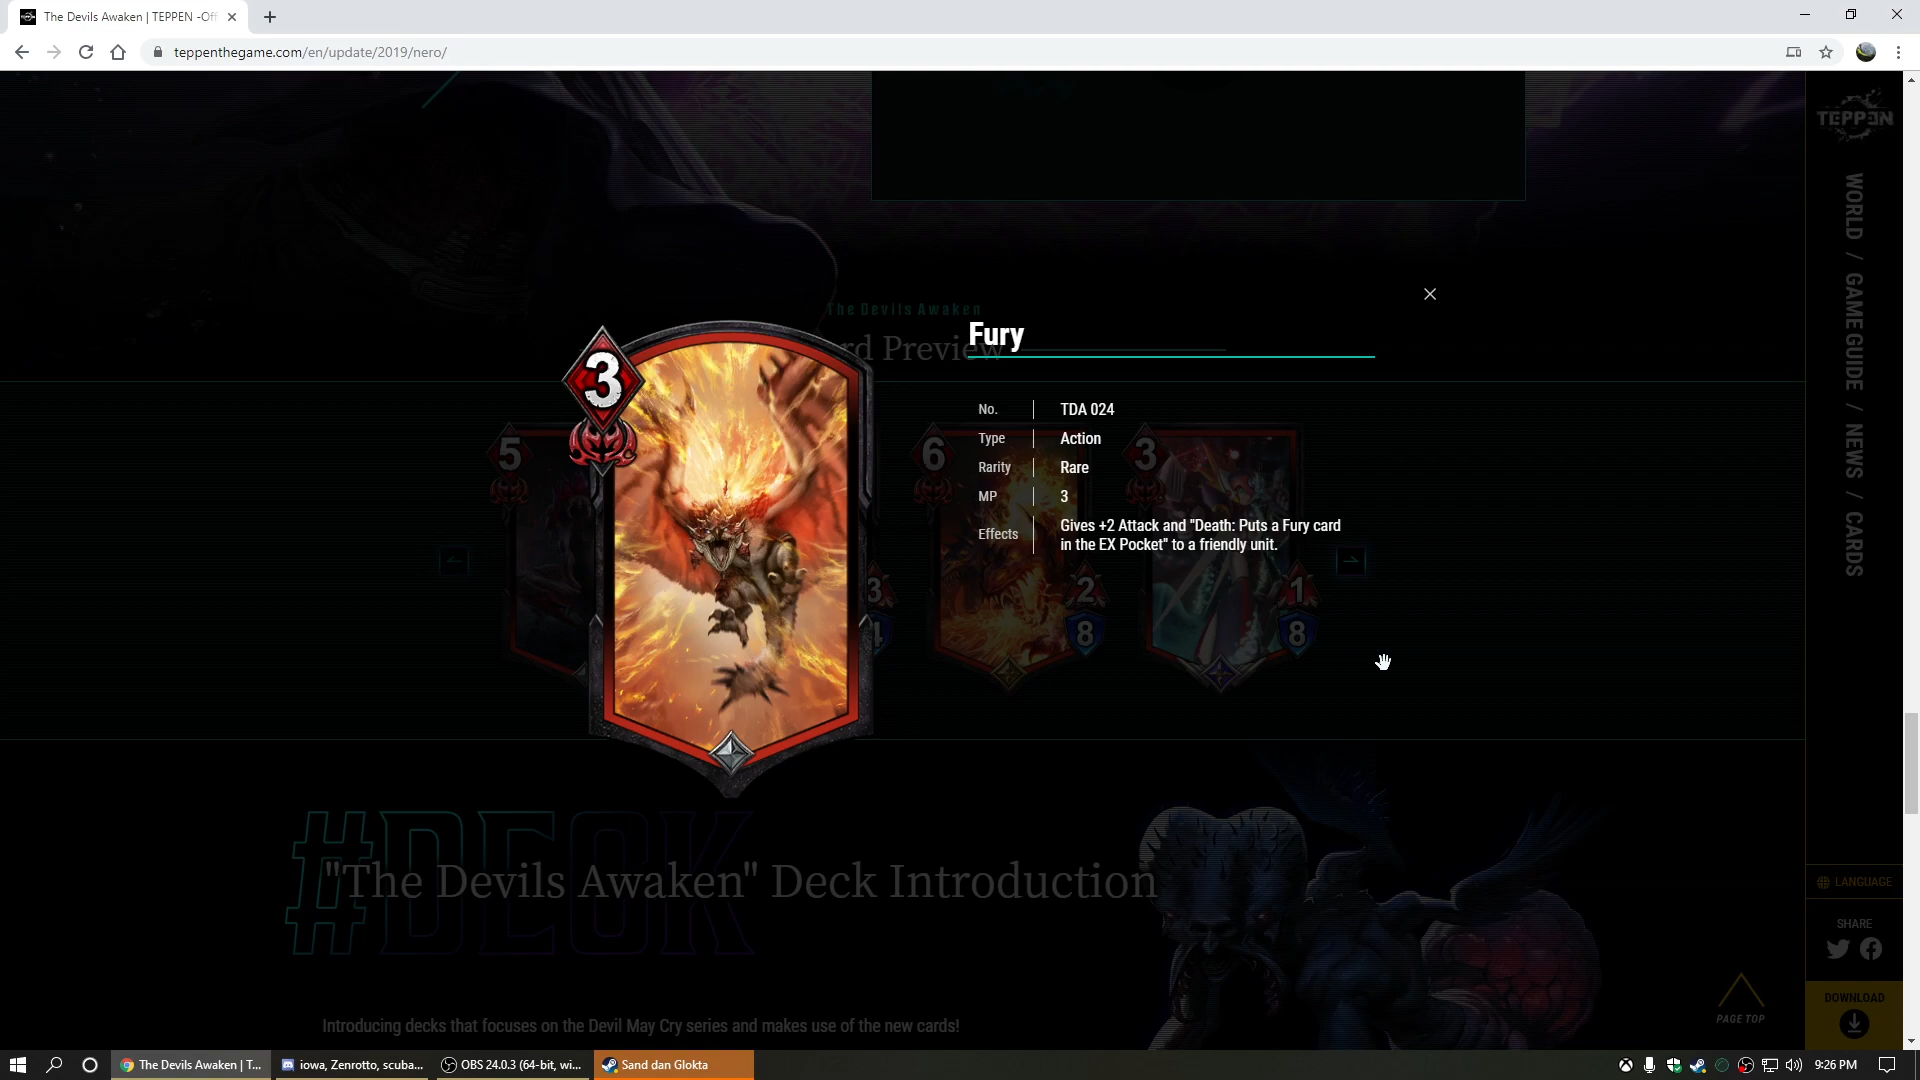 The Devils Awaken | TEPPEN -Off
teppenthegame.com/en/update/2019/nero/
TEPPEN
WORLD / GAME GUIDE / NEWS / CARDS
The Devils Awaken
rd Preview
Fury
3
No. TDA 024
Type Action
Rarity Rare
MP 3
Effects Gives +2 Attack and "Death: Puts a Fury card
in the EX Pocket" to a friendly unit.
5
6
3
3
4
2
8
1
8
#DECK
"The Devils Awaken" Deck Introduction
Introducing decks that focuses on the Devil May Cry series and makes use of the new cards!
LANGUAGE
SHARE
DOWNLOAD
PAGE TOP
The Devils Awaken | T...
iowa, Zenrotto, scuba...
OBS 24.0.3 (64-bit, wi...
Sand dan Glokta
9:26 PM